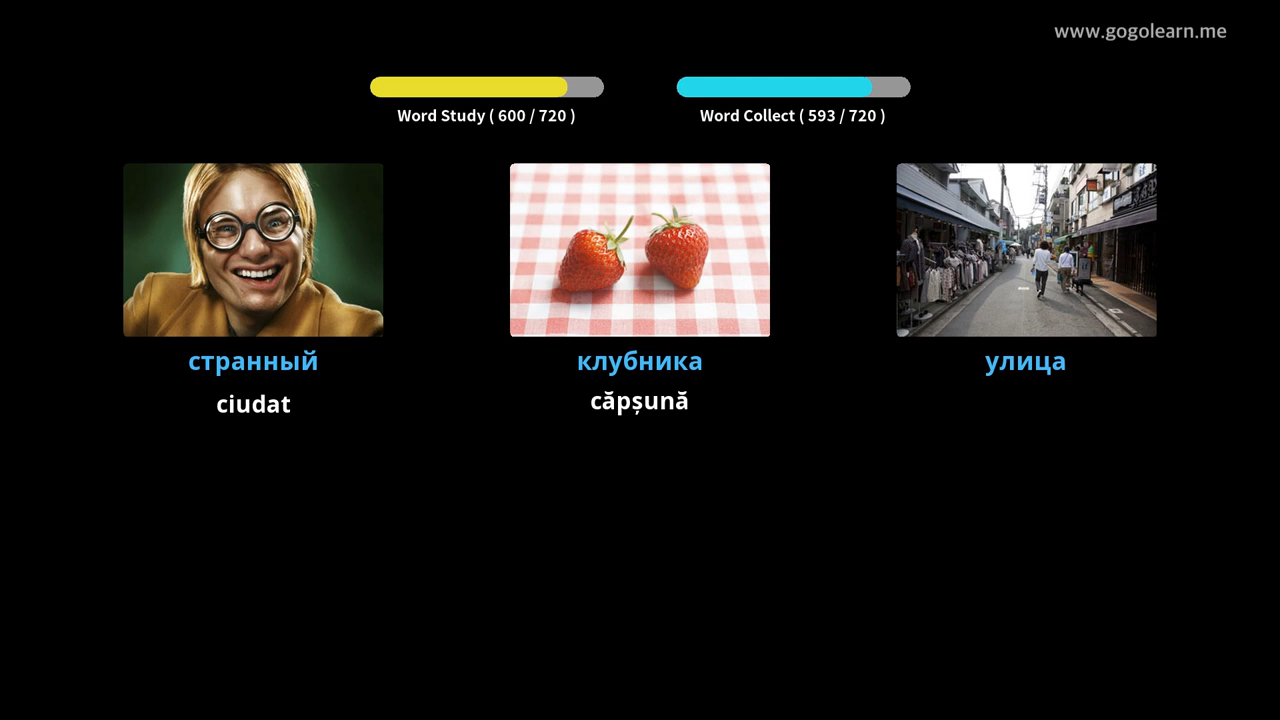 www.gogolearn.me
Word Study ( 600 / 720 )
Word Collect ( 593 / 720 )
странный
клубника
улица
ciudat
căpșună